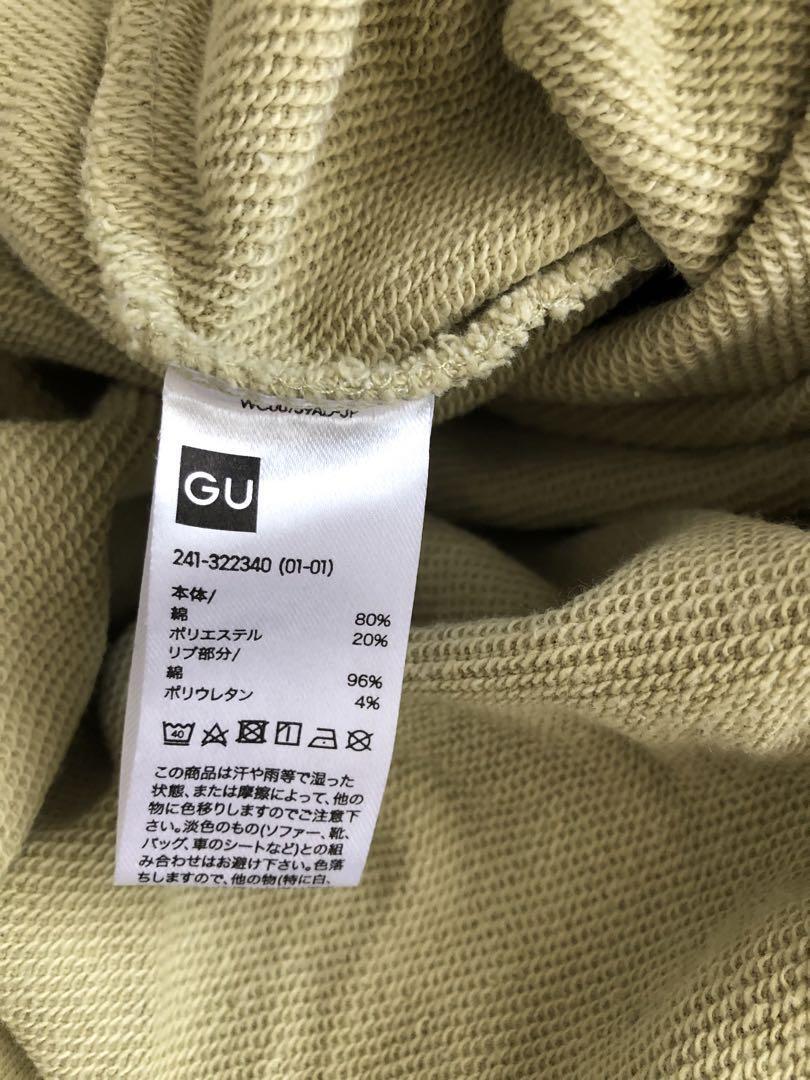 GU
241-322340 (01-01)
本体/
綿 80%
ポリエステル 20%
リブ部分/
綿 96%
ポリウレタン 4%
40
この商品は汗や雨等で湿った
状態、または摩擦によって、他の
物に色移りしますのでご注意下
さい。淡色のもの(ソファー、靴、
バッグ、車のシートなど)との組
み合わせはお避け下さい。色落
ちしますので、他の物(特に白、